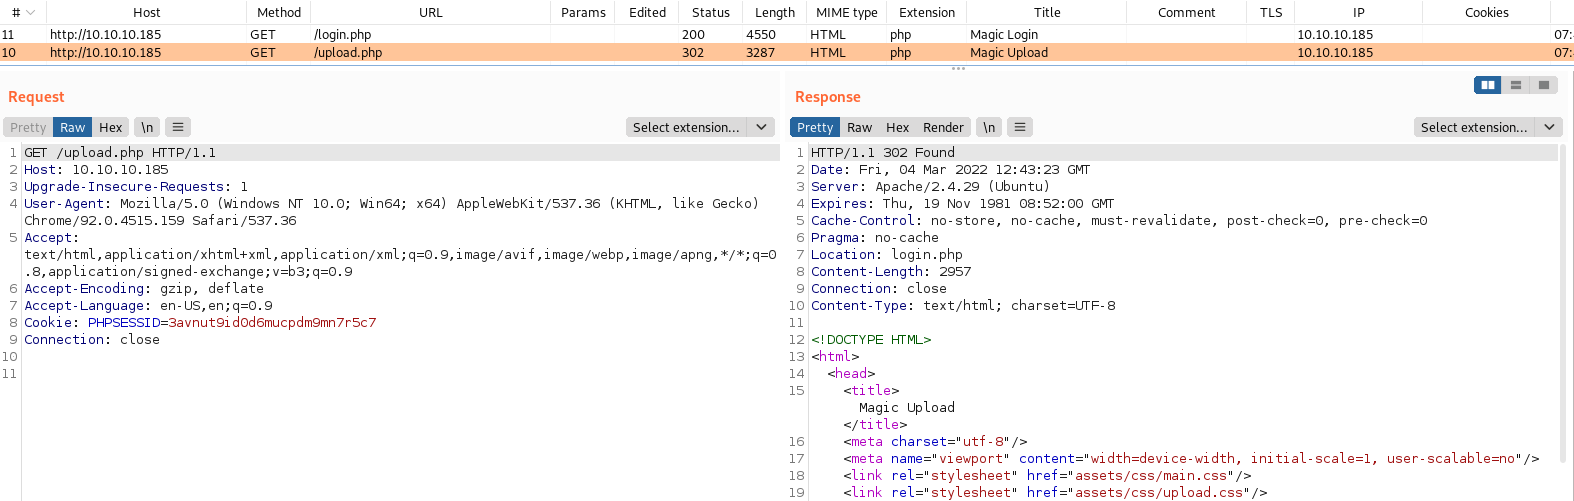 # Host Method URL Params Edited Status Length MIME type Extension Title Comment TLS IP Cookies
11 http://10.10.10.185 GET /login.php 200 4550 HTML php Magic Login 10.10.10.185 07:
10 http://10.10.10.185 GET /upload.php 302 3287 HTML php Magic Upload 10.10.10.185 07:
Request
Pretty Raw Hex \n Select extension...
1 GET /upload.php HTTP/1.1
2 Host: 10.10.10.185
3 Upgrade-Insecure-Requests: 1
4 User-Agent: Mozilla/5.0 (Windows NT 10.0; Win64; x64) AppleWebKit/537.36 (KHTML, like Gecko)
Chrome/92.0.4515.159 Safari/537.36
5 Accept:
text/html,application/xhtml+xml,application/xml;q=0.9,image/avif,image/webp,image/apng,*/*;q=0
.8,application/signed-exchange;v=b3;q=0.9
6 Accept-Encoding: gzip, deflate
7 Accept-Language: en-US,en;q=0.9
8 Cookie: PHPSESSID=3avnut9id0d6mucpdm9mn7r5c7
9 Connection: close
10
11
Response
Pretty Raw Hex Render \n Select extension...
1 HTTP/1.1 302 Found
2 Date: Fri, 04 Mar 2022 12:43:23 GMT
3 Server: Apache/2.4.29 (Ubuntu)
4 Expires: Thu, 19 Nov 1981 08:52:00 GMT
5 Cache-Control: no-store, no-cache, must-revalidate, post-check=0, pre-check=0
6 Pragma: no-cache
7 Location: login.php
8 Content-Length: 2957
9 Connection: close
10 Content-Type: text/html; charset=UTF-8
11
12 <!DOCTYPE HTML>
13 <html>
14 <head>
15 <title>
Magic Upload
</title>
16 <meta charset="utf-8"/>
17 <meta name="viewport" content="width=device-width, initial-scale=1, user-scalable=no"/>
18 <link rel="stylesheet" href="assets/css/main.css"/>
19 <link rel="stylesheet" href="assets/css/upload.css"/>